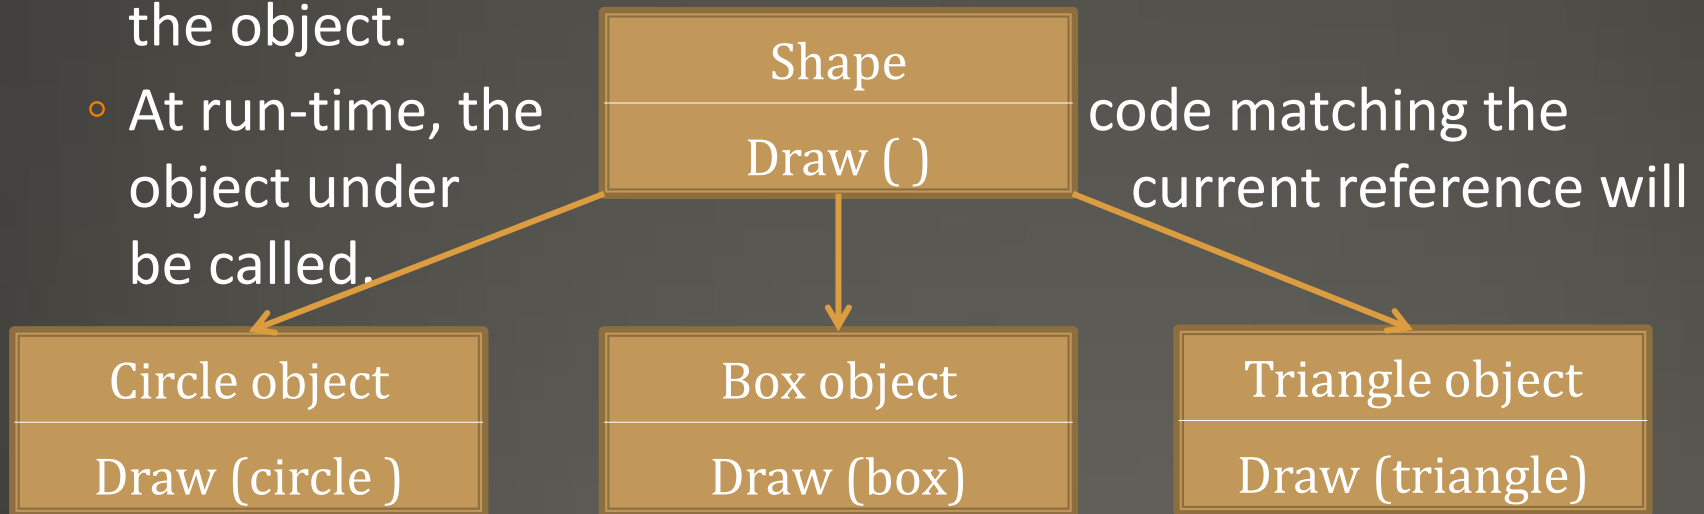 the object.
Shape
◦ At run-time, the code matching the
Draw ( )
object under current reference will
be called.
Circle object
Draw (circle )
Box object
Draw (box)
Triangle object
Draw (triangle)